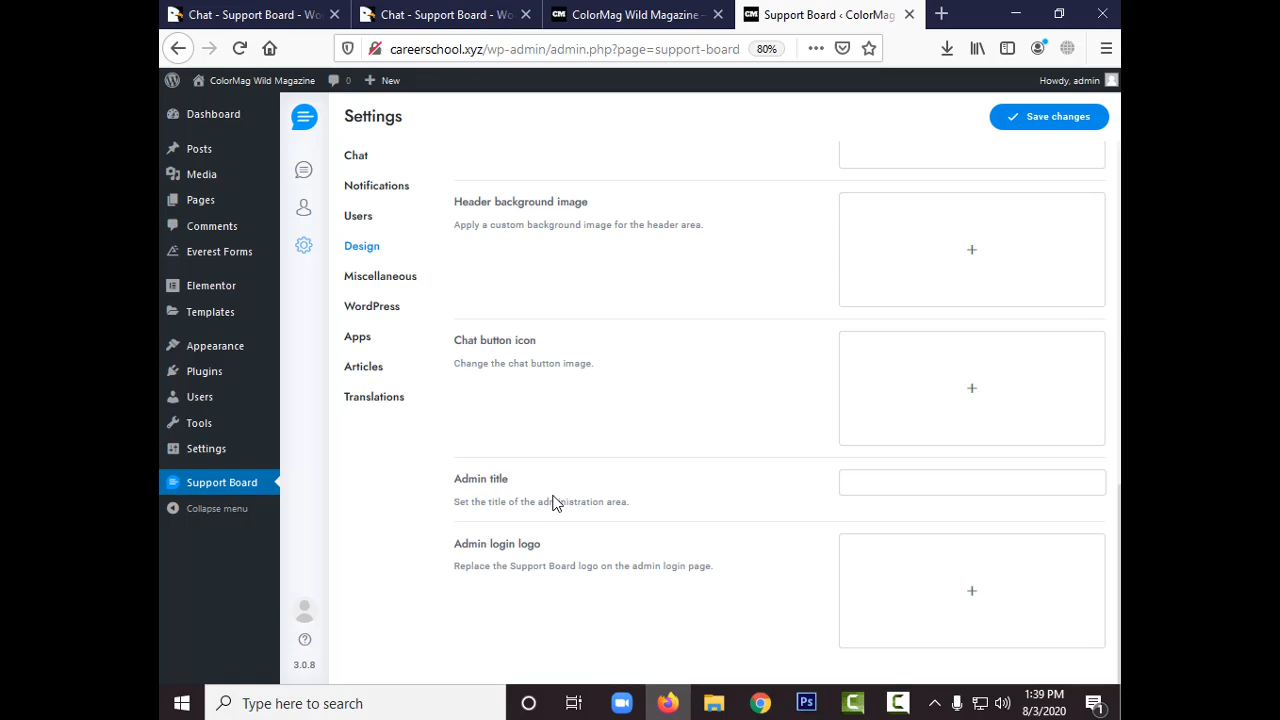 Chat - Support Board - Wo
Chat - Support Board - Wo
CM ColorMag Wild Magazine –
CM Support Board ‹ ColorMag
careerschool.xyz/wp-admin/admin.php?page=support-board
80%
ColorMag Wild Magazine
0
New
Howdy, admin
Dashboard
Posts
Media
Pages
Comments
Everest Forms
Elementor
Templates
Appearance
Plugins
Users
Tools
Settings
Support Board
Collapse menu
3.0.8
Settings
Save changes
Chat
Notifications
Users
Design
Miscellaneous
WordPress
Apps
Articles
Translations
Header background image
Apply a custom background image for the header area.
+
Chat button icon
Change the chat button image.
+
Admin title
Set the title of the administration area.
Admin login logo
Replace the Support Board logo on the admin login page.
+
Type here to search
Ps
1:39 PM
8/3/2020
1